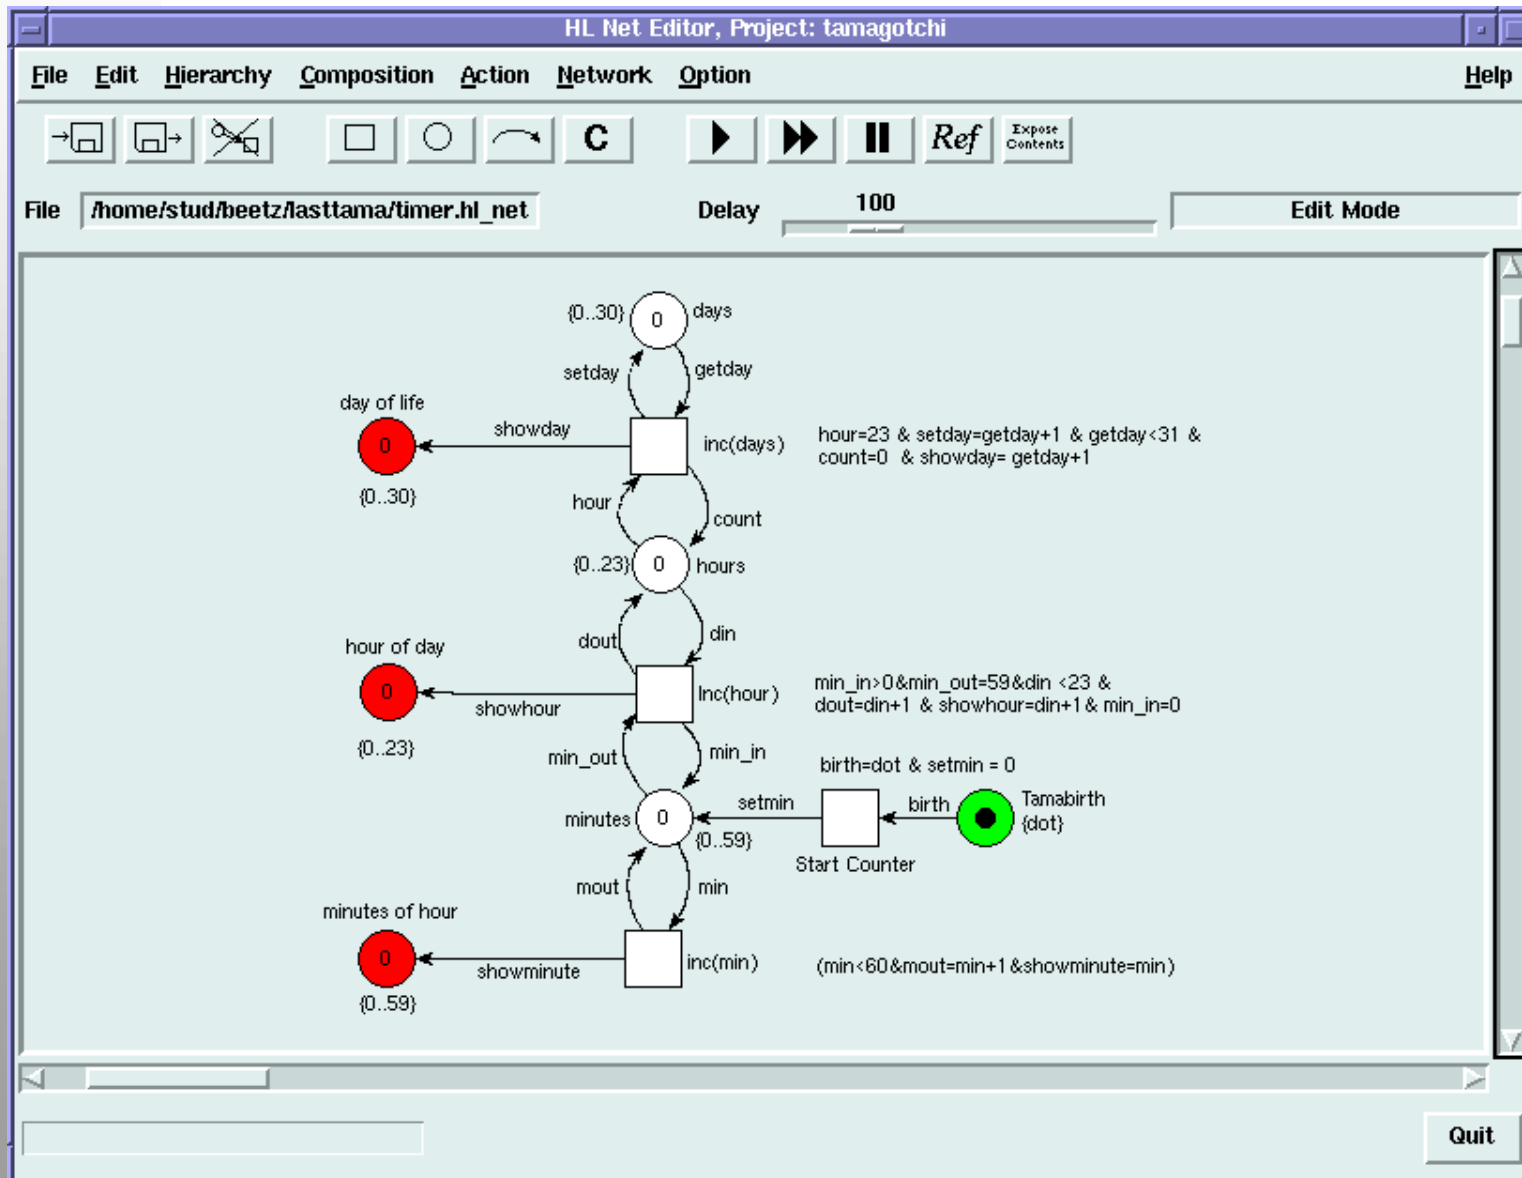 HL Net Editor, Project: tamagotchi
File Edit Hierarchy Composition Action Network Option Help
C Ref Expose
Contents
File /home/stud/beetz/lasttama/timer.hl_net Delay 100 Edit Mode
{0..30} 0 days
setday getday
day of life
0 showday inc(days) hour=23 & setday=getday+1 & getday<31 &
count=0 & showday= getday+1
{0..30}
hour count
{0..23} 0 hours
dout din
hour of day
0 showhour Inc(hour) min_in>0&min_out=59&din <23 &
dout=din+1 & showhour=din+1& min_in=0
{0..23}
min_out min_in
birth=dot & setmin = 0
minutes 0 setmin birth Tamabirth
{0..59} {dot}
Start Counter
mout min
minutes of hour
0 showminute inc(min) (min<60&mout=min+1&showminute=min)
{0..59}
Quit